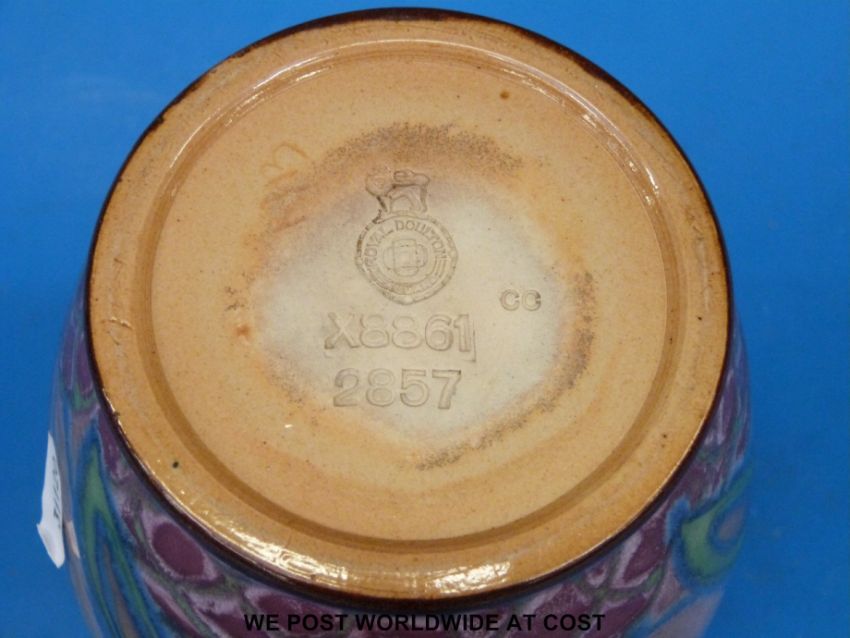 ROYAL DOULTON
CC
X8861
2857
WE POST WORLDWIDE AT COST